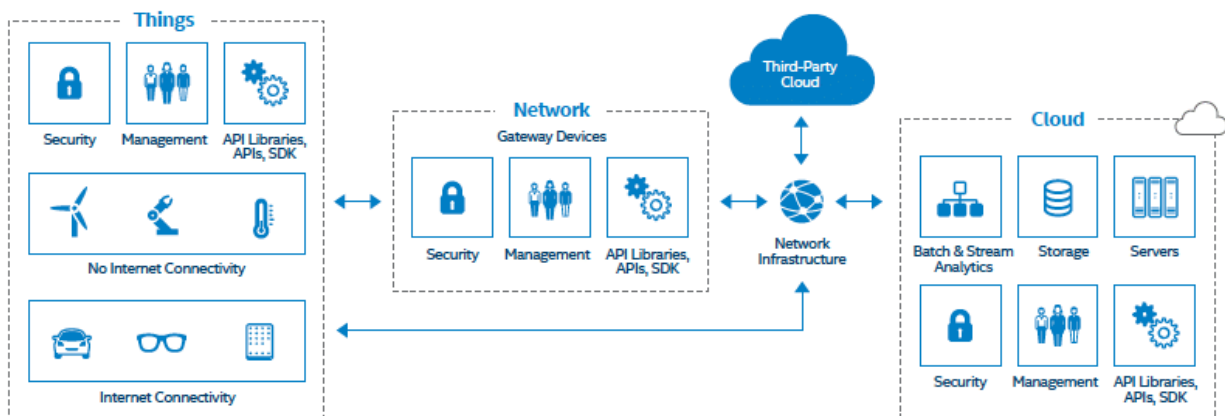 Things
Security
Management
API Libraries,
APIs, SDK
No Internet Connectivity
Internet Connectivity
Network
Gateway Devices
Security
Management
API Libraries,
APIs, SDK
Third-Party
Cloud
Network
Infrastructure
Cloud
Batch & Stream
Analytics
Storage
Servers
Security
Management
API Libraries,
APIs, SDK